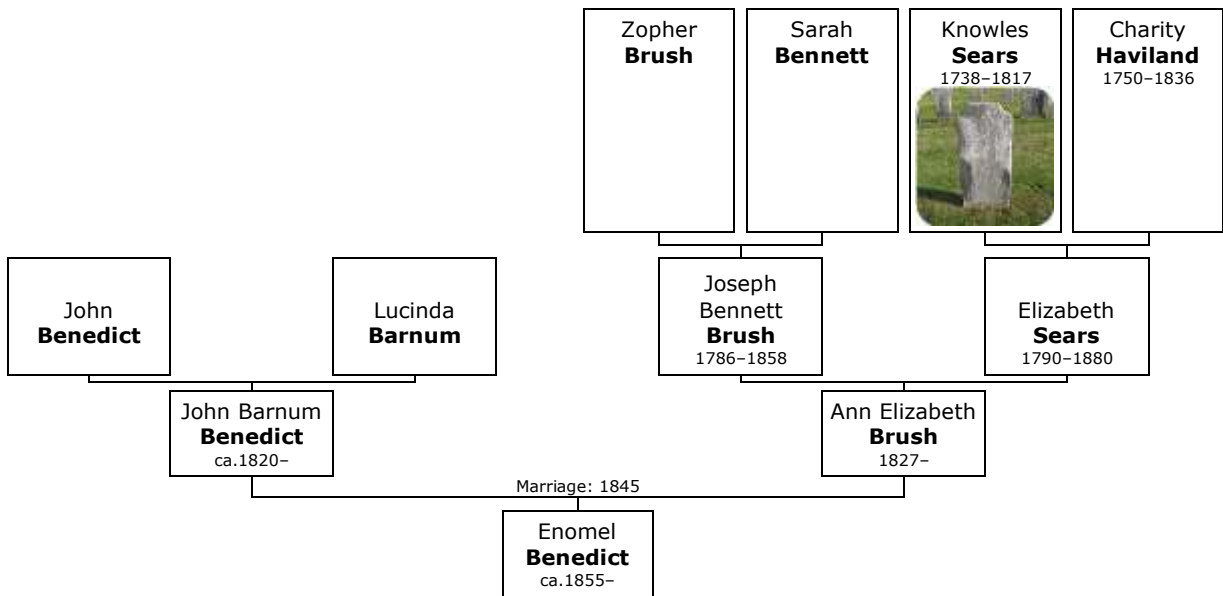 Zopher
Brush
Sarah
Bennett
Knowles
Sears
1738–1817
Charity
Haviland
1750–1836
John
Benedict
Lucinda
Barnum
Joseph
Bennett
Brush
1786–1858
Elizabeth
Sears
1790–1880
John Barnum
Benedict
ca.1820–
Ann Elizabeth
Brush
1827–
Marriage: 1845
Enomel
Benedict
ca.1855–